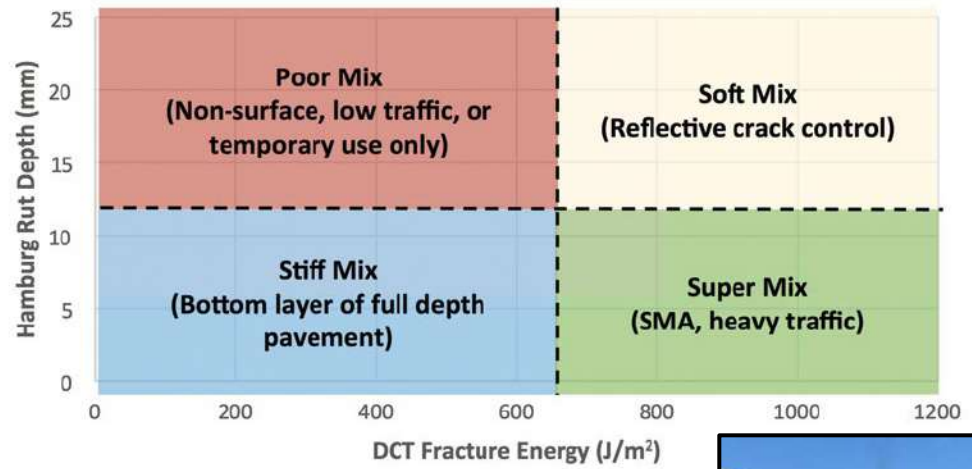 25
20
15
10
5
0
Hamburg Rut Depth (mm)
Poor Mix
(Non-surface, low traffic, or
temporary use only)
Soft Mix
(Reflective crack control)
Stiff Mix
(Bottom layer of full depth
pavement)
Super Mix
(SMA, heavy traffic)
0 200 400 600 800 1000 1200
DCT Fracture Energy (J/m²)